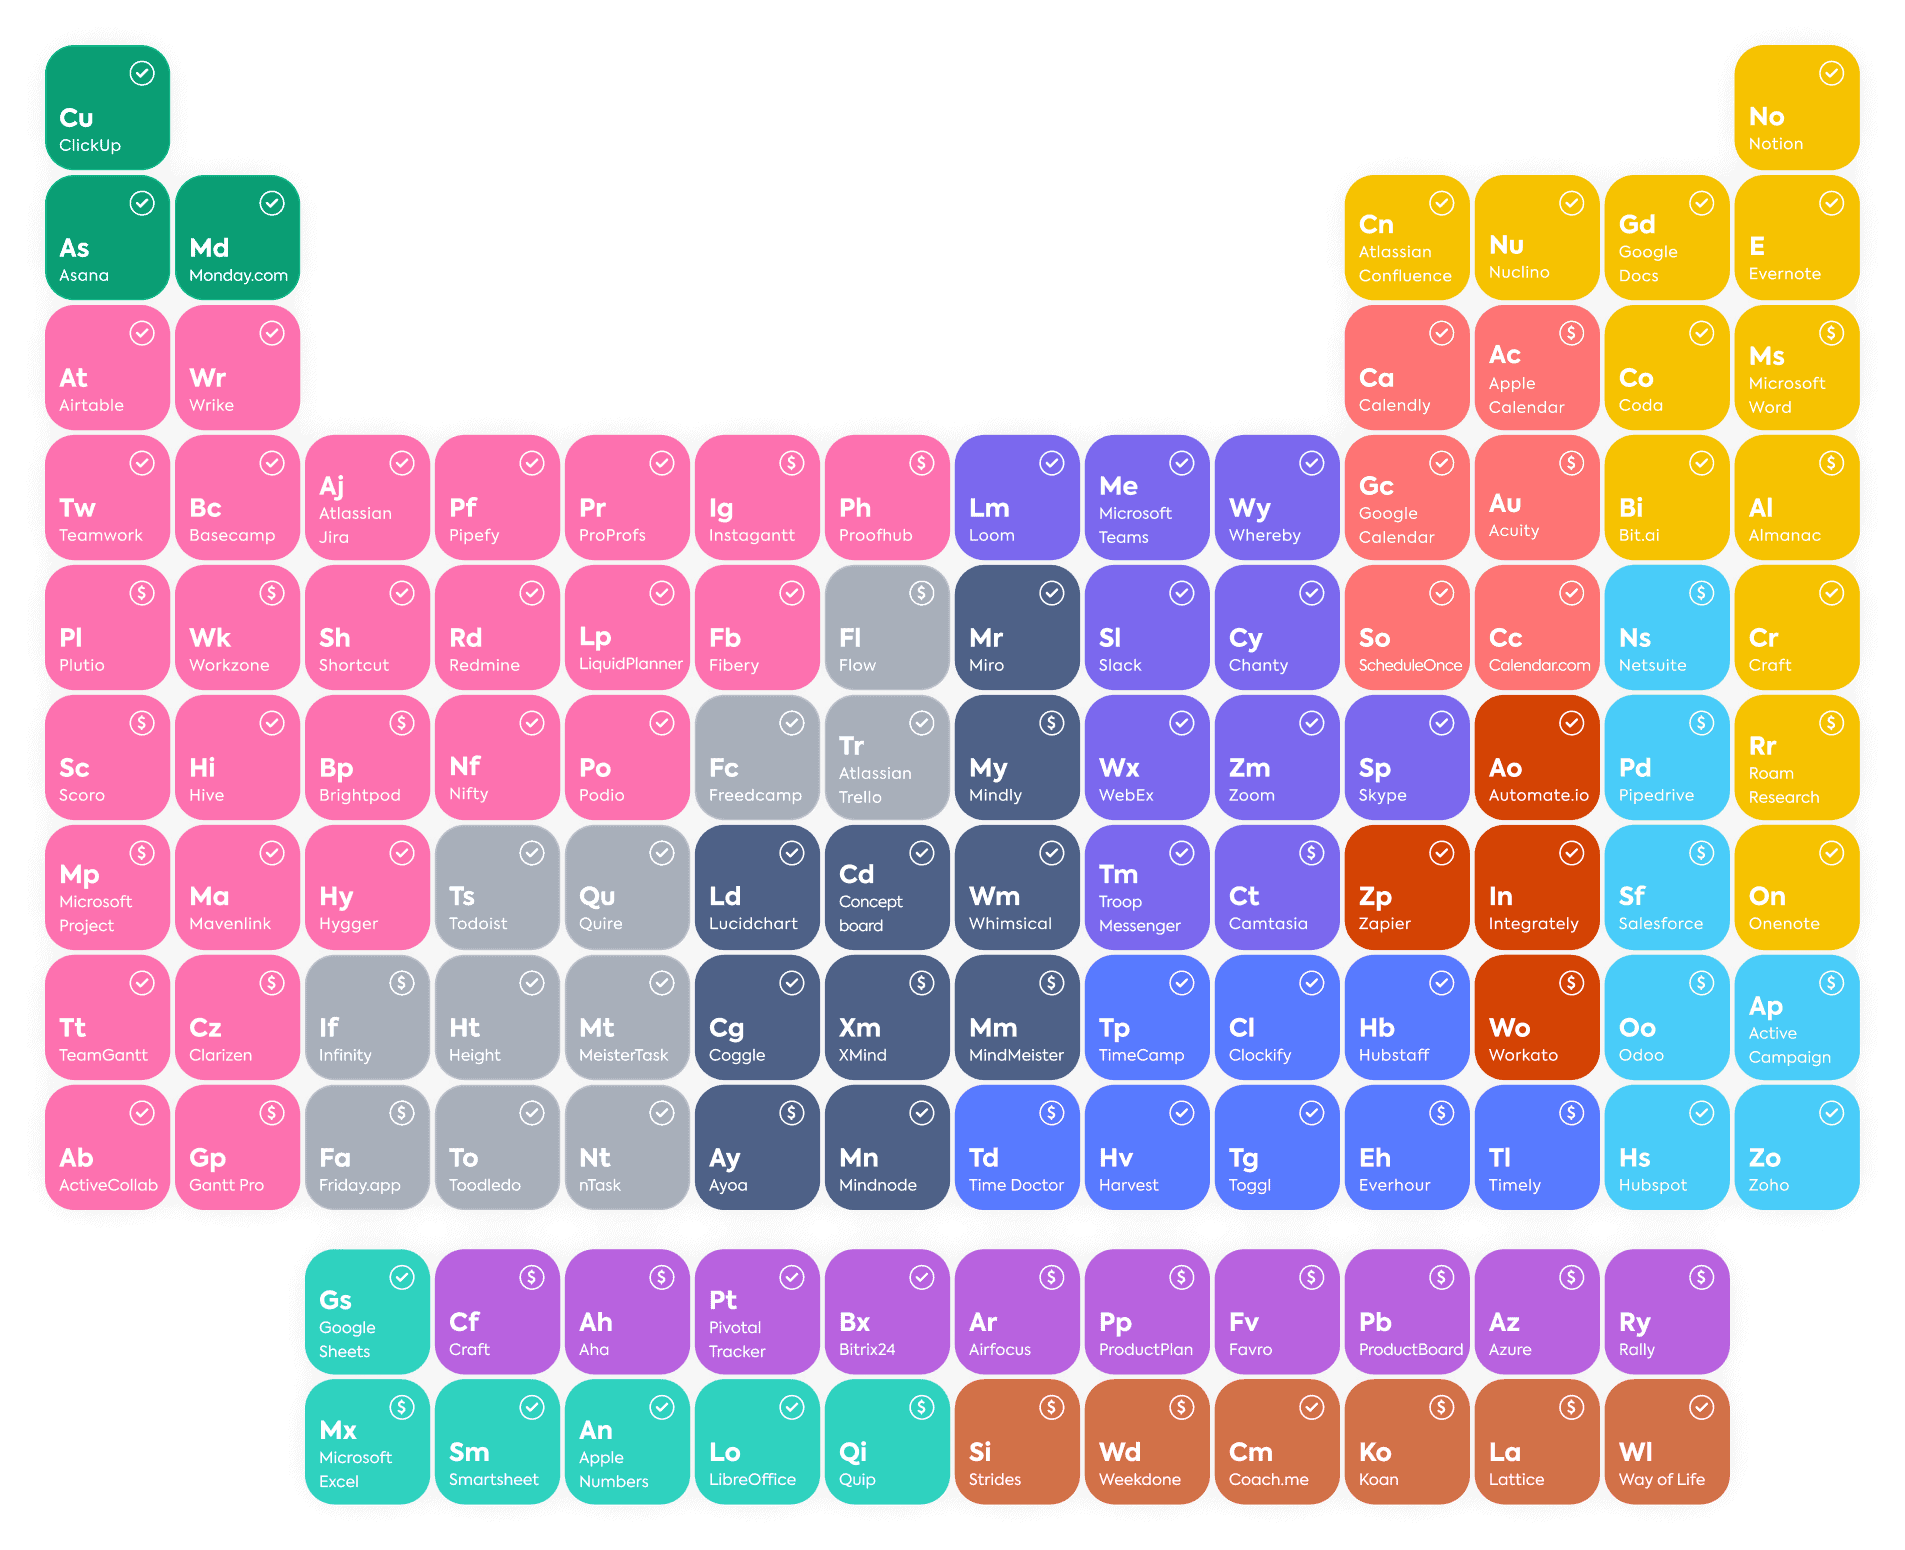 Cu
ClickUp
No
Notion
As
Asana
Md
Monday.com
Cn
Atlassian
Confluence
Nu
Nuclino
Gd
Google
Docs
E
Evernote
At
Airtable
Wr
Wrike
Ca
Calendly
$
Ac
Apple
Calendar
Co
Coda
$
Ms
Microsoft
Word
Tw
Teamwork
Bc
Basecamp
Aj
Atlassian
Jira
Pf
Pipefy
Pr
ProProfs
$
Ig
Instagantt
$
Ph
Proofhub
Lm
Loom
Me
Microsoft
Teams
Wy
Whereby
Gc
Google
Calendar
$
Au
Acuity
Bi
Bit.ai
$
Al
Almanac
$
Pl
Plutio
$
Wk
Workzone
Sh
Shortcut
Rd
Redmine
Lp
LiquidPlanner
Fb
Fibery
$
Fl
Flow
Mr
Miro
Sl
Slack
Cy
Chanty
So
ScheduleOnce
Cc
Calendar.com
$
Ns
Netsuite
Cr
Craft
$
Sc
Scoro
Hi
Hive
$
Bp
Brightpod
Nf
Nifty
Po
Podio
Fc
Freedcamp
Tr
Atlassian
Trello
$
My
Mindly
Wx
WebEx
Zm
Zoom
Sp
Skype
Ao
Automate.io
$
Pd
Pipedrive
$
Rr
Roam
Research
$
Mp
Microsoft
Project
Ma
Mavenlink
Hy
Hygger
Ts
Todoist
Qu
Quire
Ld
Lucidchart
Cd
Concept
board
Wm
Whimsical
Tm
Troop
Messenger
$
Ct
Camtasia
Zp
Zapier
In
Integrately
$
Sf
Salesforce
On
Onenote
Tt
TeamGantt
$
Cz
Clarizen
$
If
Infinity
Ht
Height
Mt
MeisterTask
Cg
Coggle
$
Xm
XMind
$
Mm
MindMeister
Tp
TimeCamp
Cl
Clockify
Hb
Hubstaff
$
Wo
Workato
$
Oo
Odoo
$
Ap
Active
Campaign
Ab
ActiveCollab
$
Gp
Gantt Pro
$
Fa
Friday.app
To
Toodledo
Nt
nTask
$
Ay
Ayoa
Mn
Mindnode
$
Td
Time Doctor
Hv
Harvest
Tg
Toggl
$
Eh
Everhour
$
Tl
Timely
Hs
Hubspot
Zo
Zoho
Gs
Google
Sheets
$
Cf
Craft
$
Ah
Aha
Pt
Pivotal
Tracker
Bx
Bitrix24
$
Ar
Airfocus
$
Pp
ProductPlan
$
Fv
Favro
$
Pb
ProductBoard
$
Az
Azure
$
Ry
Rally
$
Mx
Microsoft
Excel
Sm
Smartsheet
An
Apple
Numbers
Lo
LibreOffice
$
Qi
Quip
$
Si
Strides
$
Wd
Weekdone
Cm
Coach.me
$
Ko
Koan
$
La
Lattice
Wl
Way of Life